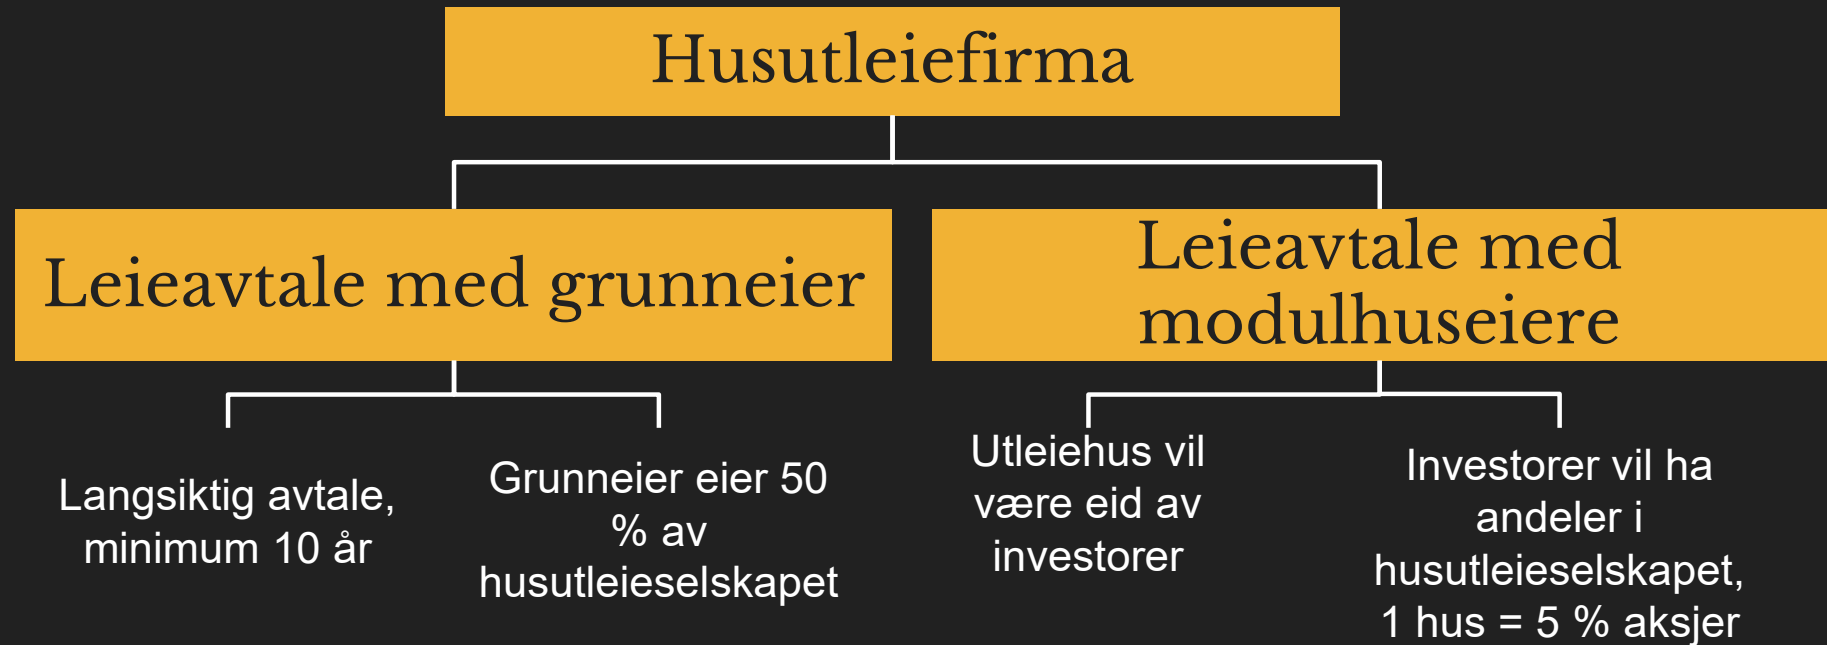 Husutleiefirma
Leieavtale med grunneier
Leieavtale med
modulhuseiere
Langsiktig avtale,
minimum 10 år
Grunneier eier 50
% av
husutleieselskapet
Utleiehus vil
være eid av
investorer
Investorer vil ha
andeler i
husutleieselskapet,
1 hus = 5 % aksjer